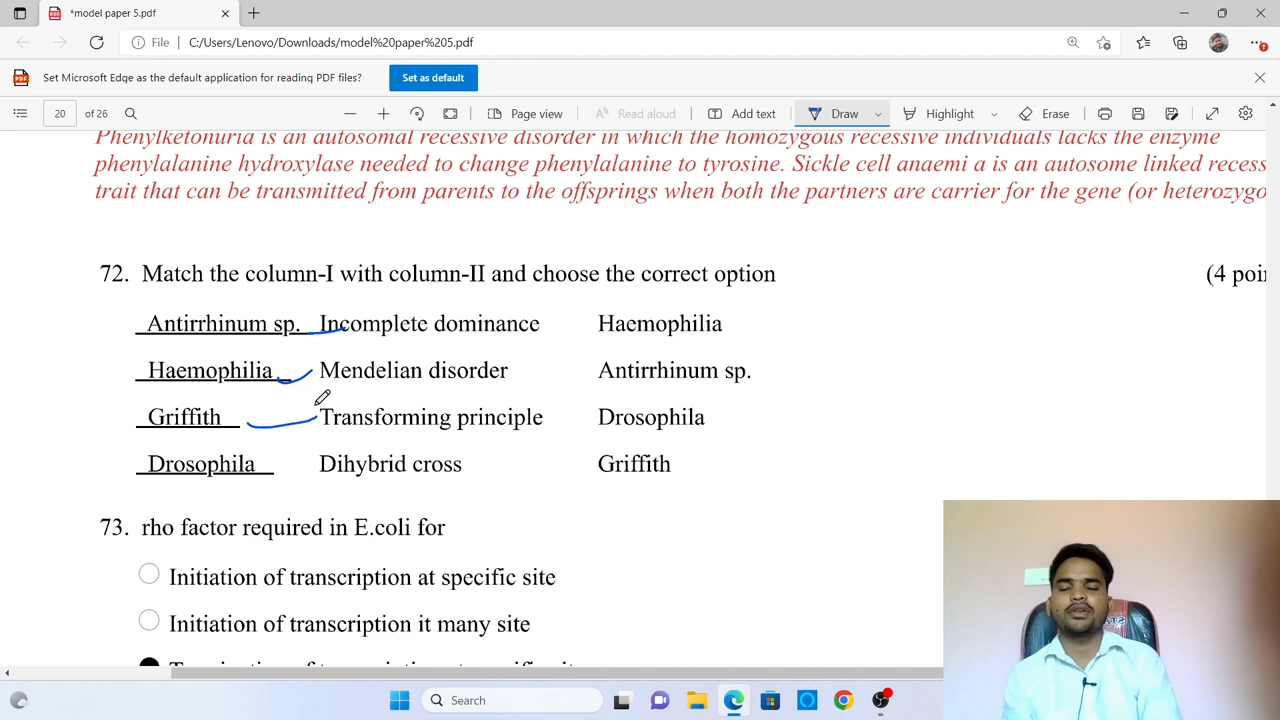 *model paper 5.pdf
File C:/Users/Lenovo/Downloads/model%20paper%205.pdf
Set Microsoft Edge as the default application for reading PDF files? Set as default
20 of 26 Page view Read aloud Add text Draw Highlight Erase
Phenylketonuria is an autosomal recessive disorder in which the homozygous recessive individuals lacks the enzyme
phenylalanine hydroxylase needed to change phenylalanine to tyrosine. Sickle cell anaemi a is an autosome linked recess
trait that can be transmitted from parents to the offsprings when both the partners are carrier for the gene (or heterozygo
72. Match the column-I with column-II and choose the correct option (4 poi
Antirrhinum sp. Incomplete dominance Haemophilia
Haemophilia Mendelian disorder Antirrhinum sp.
Griffith Transforming principle Drosophila
Drosophila Dihybrid cross Griffith
73. rho factor required in E.coli for
Initiation of transcription at specific site
Initiation of transcription it many site
Search